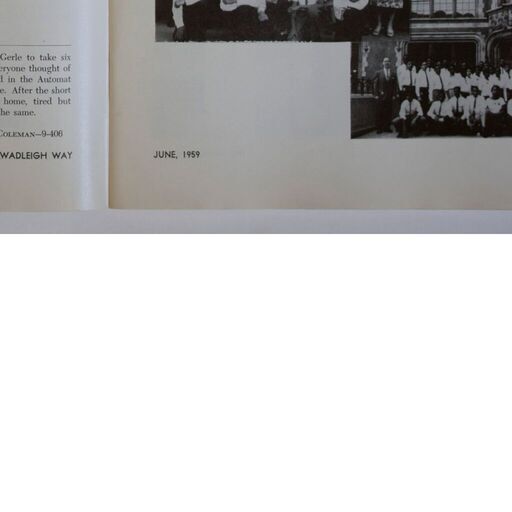 Gerle to take six
eryone thought of
d in the Automat
e. After the short
home, tired but
he same.
COLEMAN—9-406
WADLEIGH WAY
JUNE, 1959